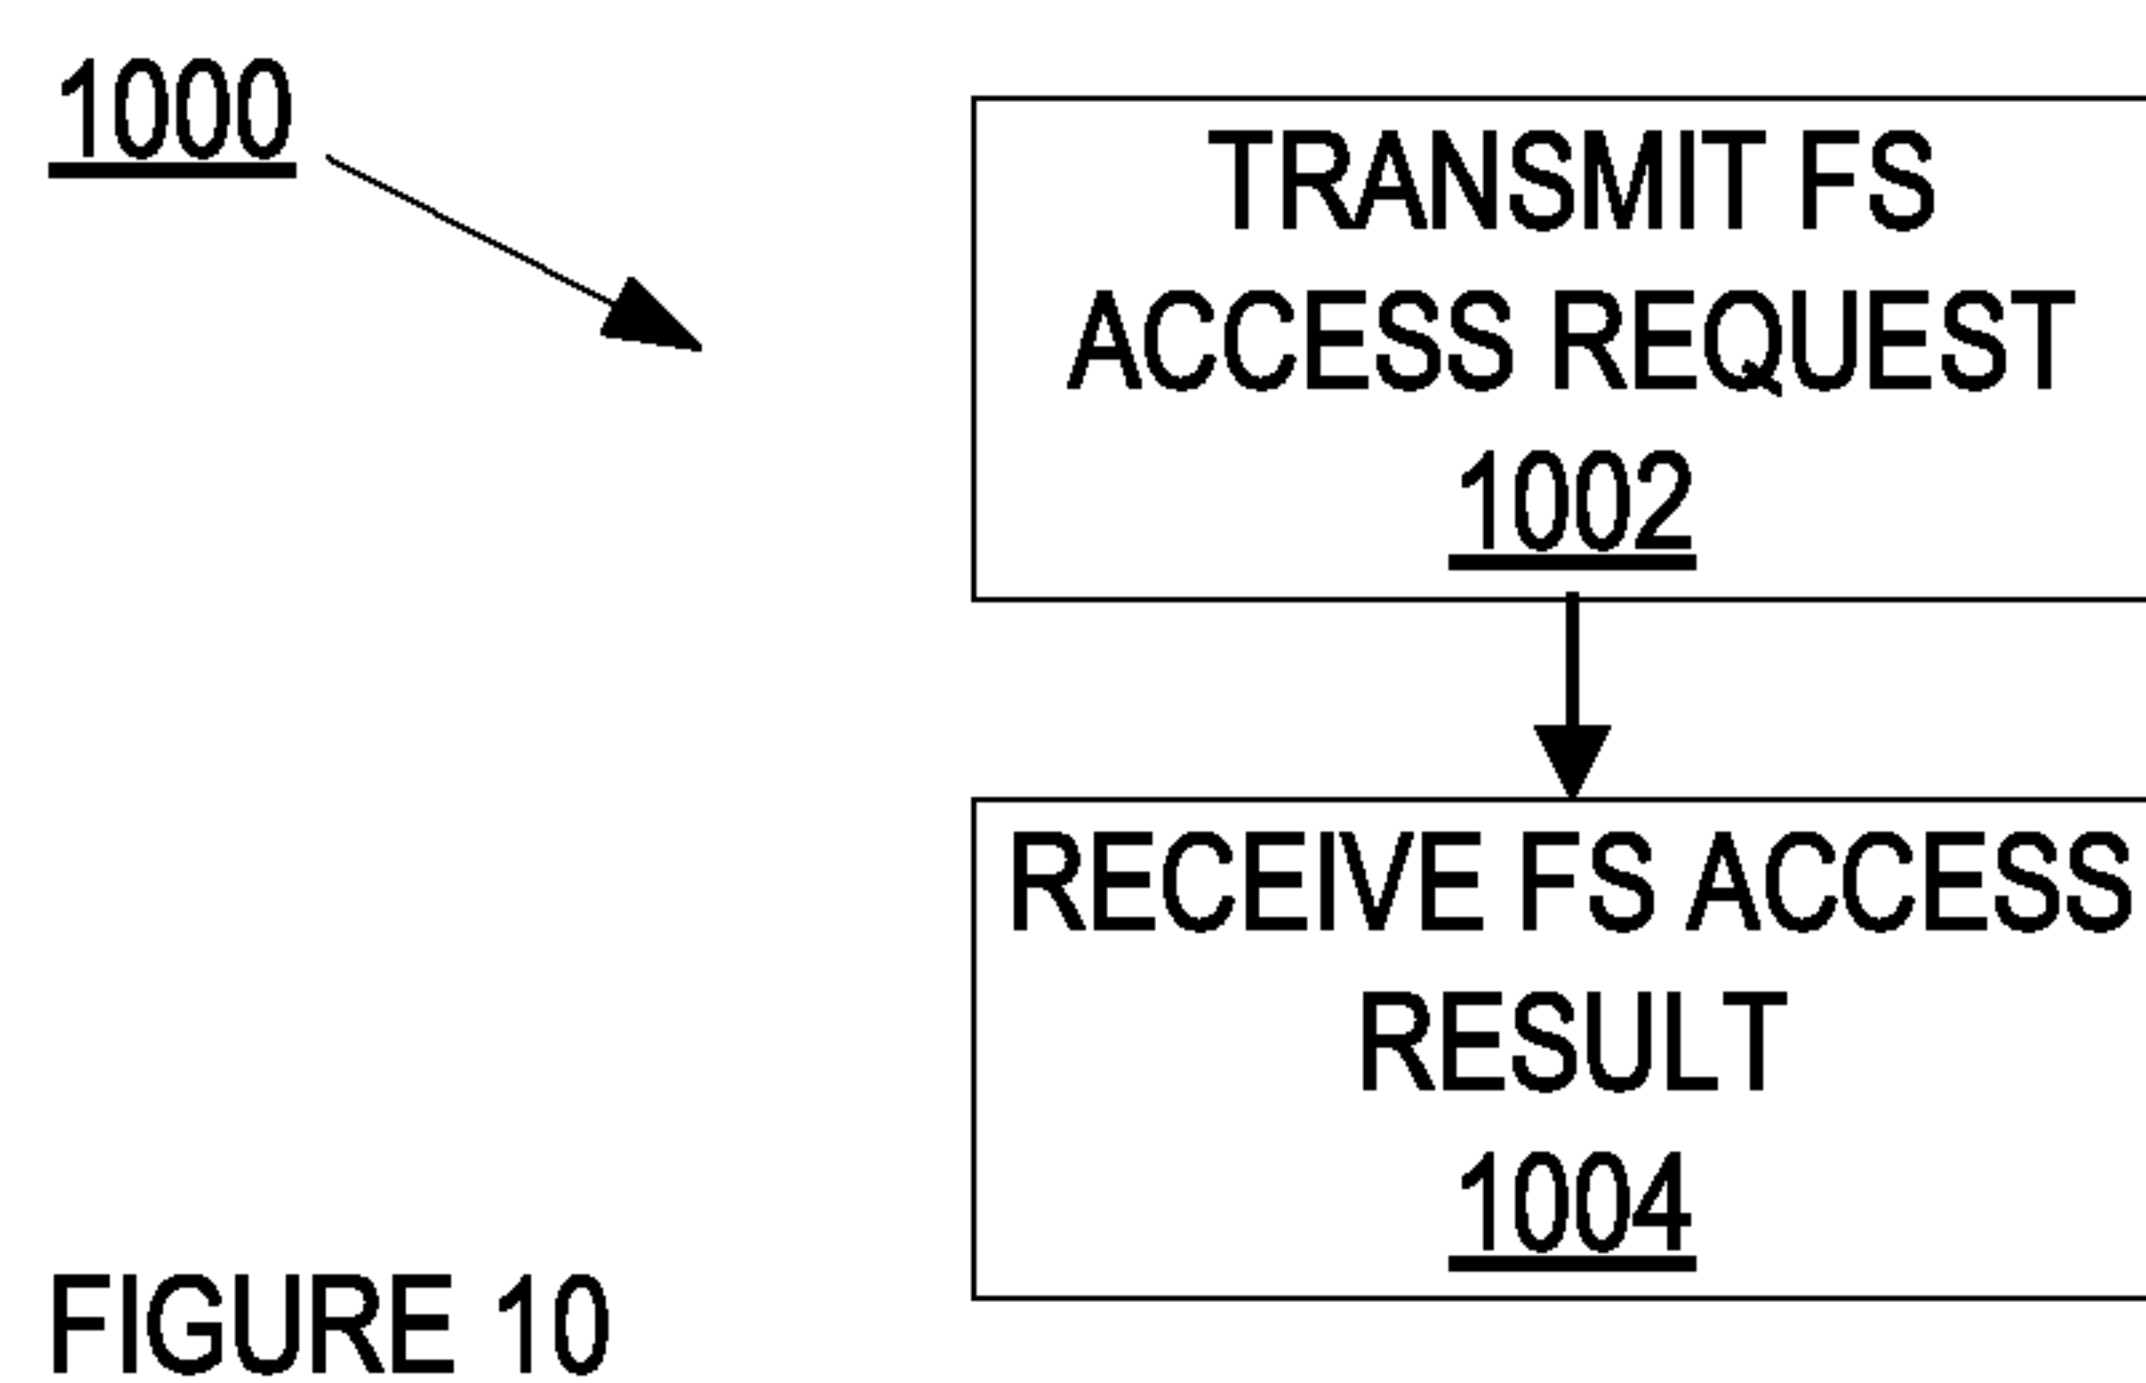 1000
TRANSMIT FS
ACCESS REQUEST
1002
RECEIVE FS ACCESS
RESULT
1004
FIGURE 10